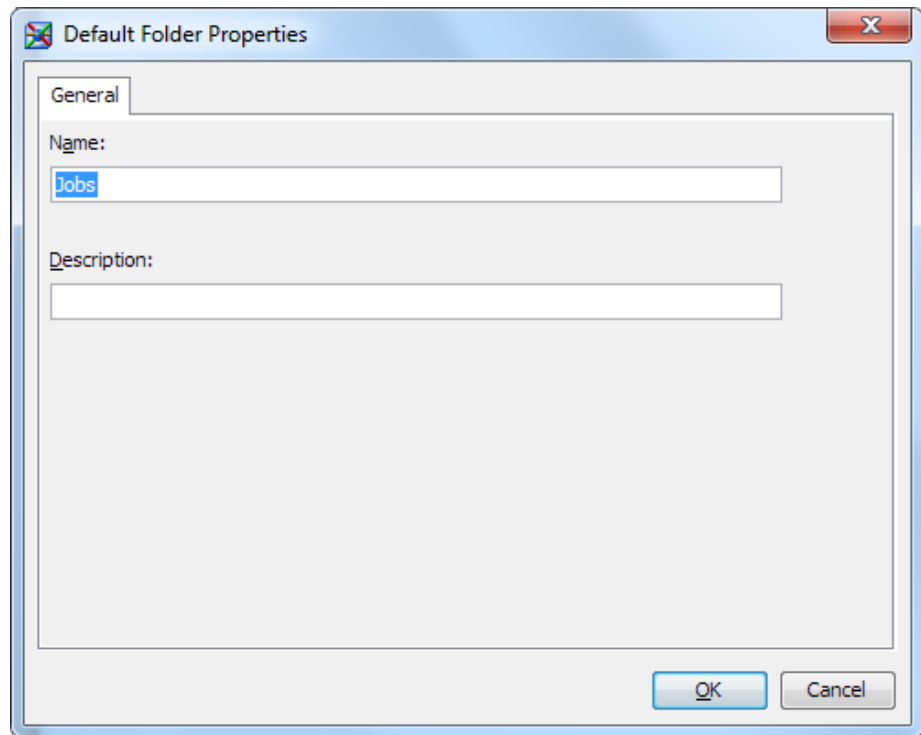 Default Folder Properties
General
Name:
Jobs
Description:
OK
Cancel